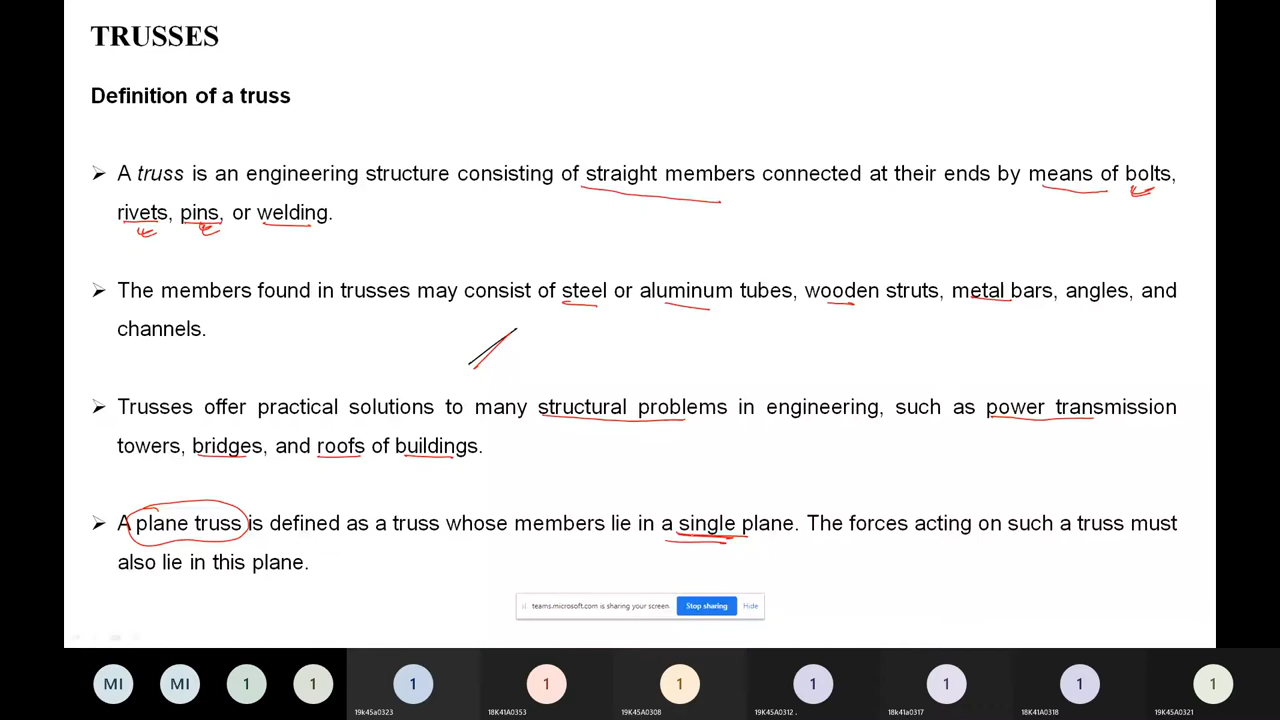 TRUSSES
Definition of a truss
A truss is an engineering structure consisting of straight members connected at their ends by means of bolts,
rivets, pins, or welding.
The members found in trusses may consist of steel or aluminum tubes, wooden struts, metal bars, angles, and
channels.
Trusses offer practical solutions to many structural problems in engineering, such as power transmission
towers, bridges, and roofs of buildings.
A plane truss is defined as a truss whose members lie in a single plane. The forces acting on such a truss must
also lie in this plane.
teams.microsoft.com is sharing your screen. Stop sharing Hide
MI MI 1 1 1 1 1 1 1 1 1
19k45a0323 18K41A0353 19K45A0308 19K45A0312 . 18k41a0317 18K41A0318 19K45A0321